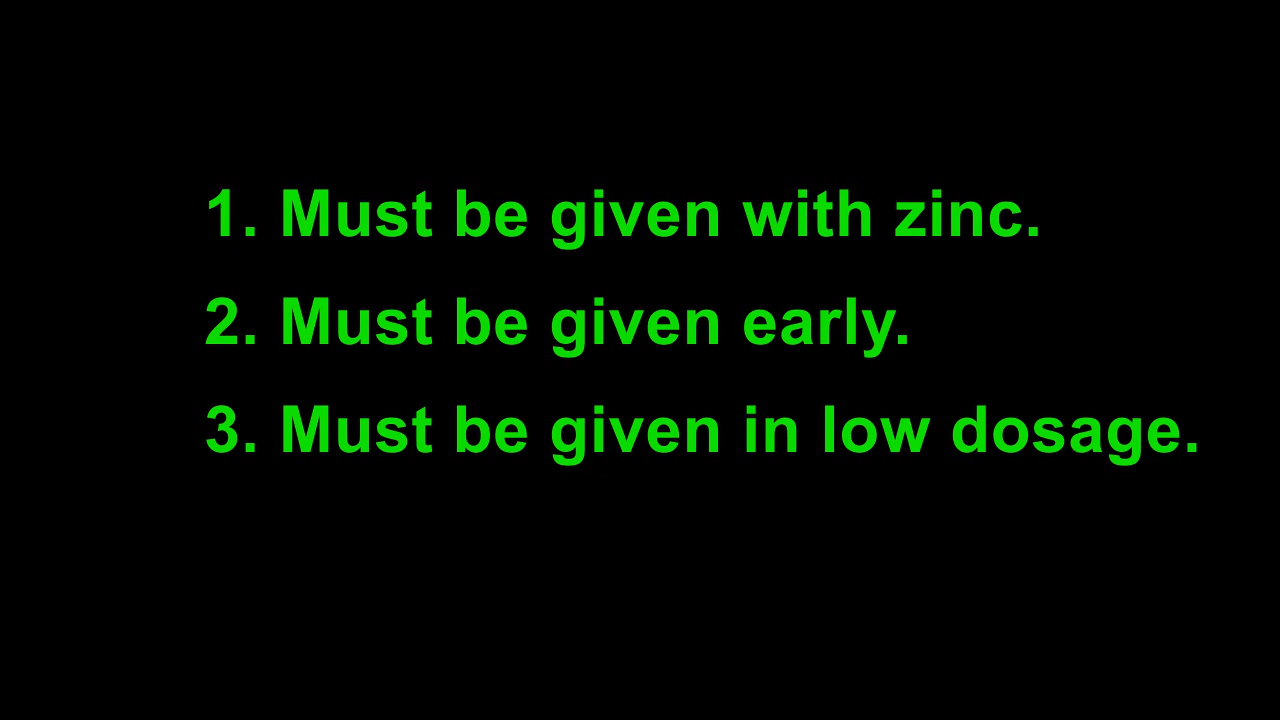 1. Must be given with zinc.
2. Must be given early.
3. Must be given in low dosage.